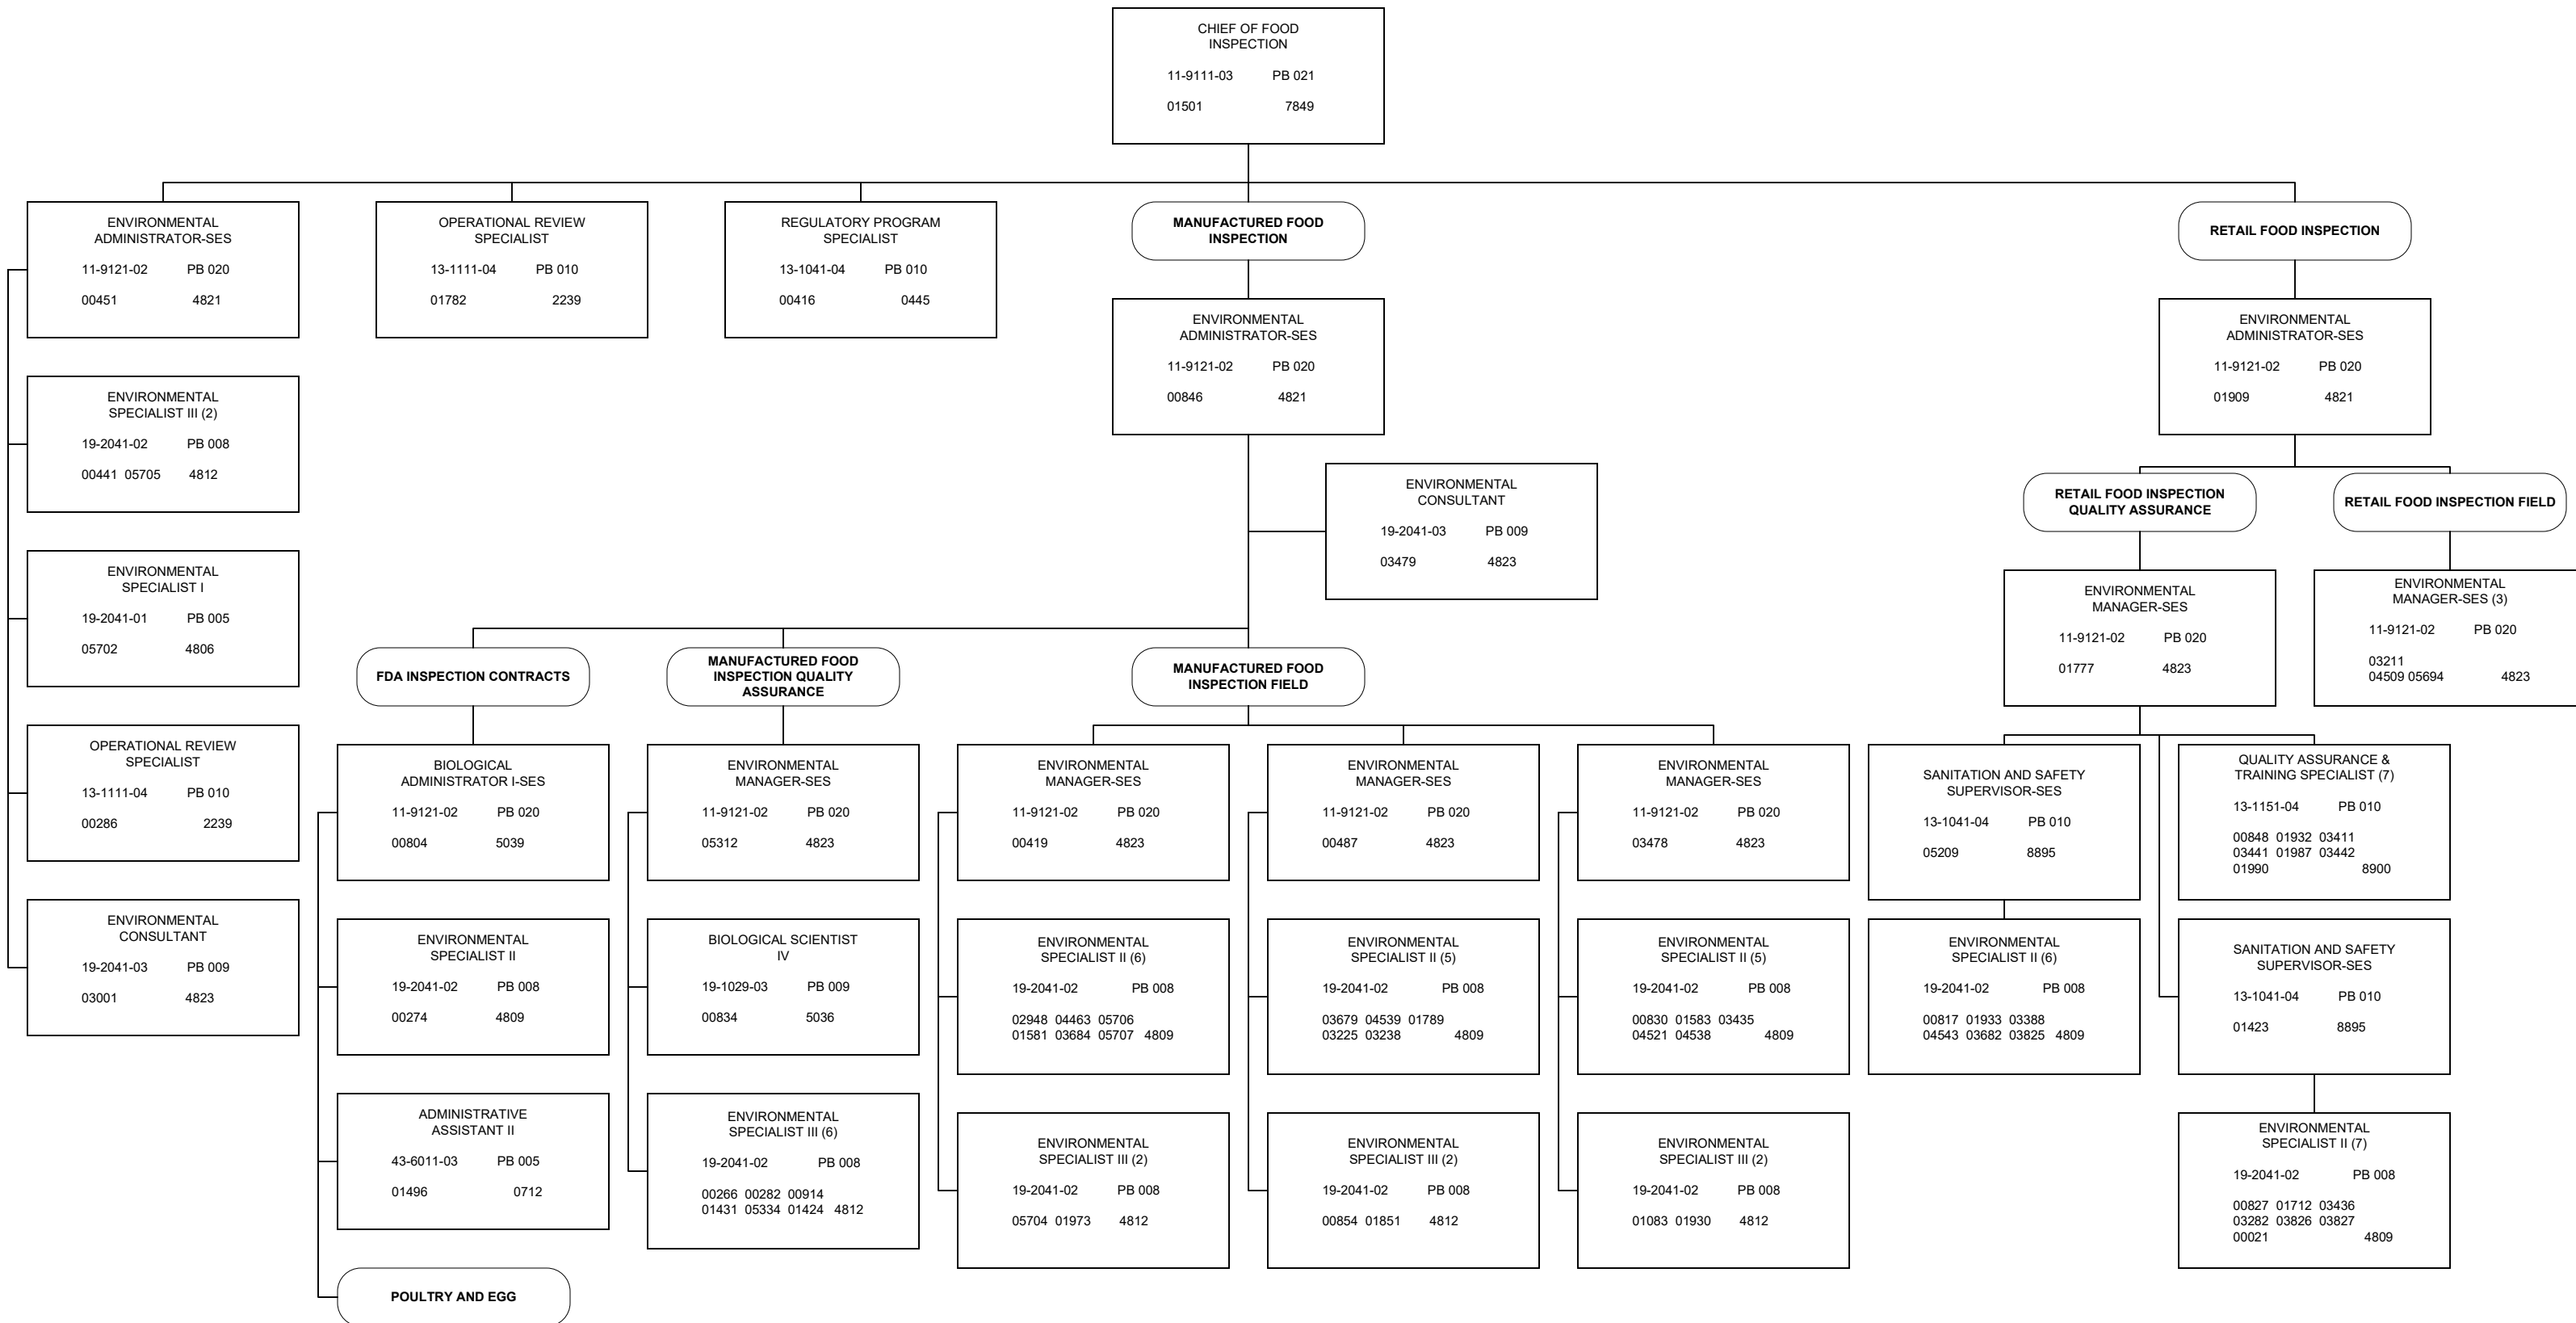 CHIEF OF FOOD
INSPECTION
11-9111-03 PB 021
01501 7849
ENVIRONMENTAL
ADMINISTRATOR-SES
11-9121-02 PB 020
00451 4821
ENVIRONMENTAL
SPECIALIST III (2)
19-2041-02 PB 008
00441 05705 4812
ENVIRONMENTAL
SPECIALIST I
19-2041-01 PB 005
05702 4806
OPERATIONAL REVIEW
SPECIALIST
13-1111-04 PB 010
00286 2239
ENVIRONMENTAL
CONSULTANT
19-2041-03 PB 009
03001 4823
OPERATIONAL REVIEW
SPECIALIST
13-1111-04 PB 010
01782 2239
REGULATORY PROGRAM
SPECIALIST
13-1041-04 PB 010
00416 0445
MANUFACTURED FOOD
INSPECTION
ENVIRONMENTAL
ADMINISTRATOR-SES
11-9121-02 PB 020
00846 4821
ENVIRONMENTAL
CONSULTANT
19-2041-03 PB 009
03479 4823
FDA INSPECTION CONTRACTS
BIOLOGICAL
ADMINISTRATOR I-SES
11-9121-02 PB 020
00804 5039
ENVIRONMENTAL
SPECIALIST II
19-2041-02 PB 008
00274 4809
ADMINISTRATIVE
ASSISTANT II
43-6011-03 PB 005
01496 0712
POULTRY AND EGG
MANUFACTURED FOOD
INSPECTION QUALITY
ASSURANCE
ENVIRONMENTAL
MANAGER-SES
11-9121-02 PB 020
05312 4823
BIOLOGICAL SCIENTIST
IV
19-1029-03 PB 009
00834 5036
ENVIRONMENTAL
SPECIALIST III (6)
19-2041-02 PB 008
00266 00282 00914
01431 05334 01424 4812
MANUFACTURED FOOD
INSPECTION FIELD
ENVIRONMENTAL
MANAGER-SES
11-9121-02 PB 020
00419 4823
ENVIRONMENTAL
SPECIALIST II (6)
19-2041-02 PB 008
02948 04463 05706
01581 03684 05707 4809
ENVIRONMENTAL
SPECIALIST III (2)
19-2041-02 PB 008
05704 01973 4812
ENVIRONMENTAL
MANAGER-SES
11-9121-02 PB 020
00487 4823
ENVIRONMENTAL
SPECIALIST II (5)
19-2041-02 PB 008
03679 04539 01789
03225 03238 4809
ENVIRONMENTAL
SPECIALIST III (2)
19-2041-02 PB 008
00854 01851 4812
ENVIRONMENTAL
MANAGER-SES
11-9121-02 PB 020
03478 4823
ENVIRONMENTAL
SPECIALIST II (5)
19-2041-02 PB 008
00830 01583 03435
04521 04538 4809
ENVIRONMENTAL
SPECIALIST III (2)
19-2041-02 PB 008
01083 01930 4812
RETAIL FOOD INSPECTION
ENVIRONMENTAL
ADMINISTRATOR-SES
11-9121-02 PB 020
01909 4821
RETAIL FOOD INSPECTION
QUALITY ASSURANCE
ENVIRONMENTAL
MANAGER-SES
11-9121-02 PB 020
01777 4823
SANITATION AND SAFETY
SUPERVISOR-SES
13-1041-04 PB 010
05209 8895
ENVIRONMENTAL
SPECIALIST II (6)
19-2041-02 PB 008
00817 01933 03388
04543 03682 03825 4809
QUALITY ASSURANCE &
TRAINING SPECIALIST (7)
13-1151-04 PB 010
00848 01932 03411
03441 01987 03442
01990 8900
SANITATION AND SAFETY
SUPERVISOR-SES
13-1041-04 PB 010
01423 8895
ENVIRONMENTAL
SPECIALIST II (7)
19-2041-02 PB 008
00827 01712 03436
03282 03826 03827
00021 4809
RETAIL FOOD INSPECTION FIELD
ENVIRONMENTAL
MANAGER-SES (3)
11-9121-02 PB 020
03211
04509 05694 4823